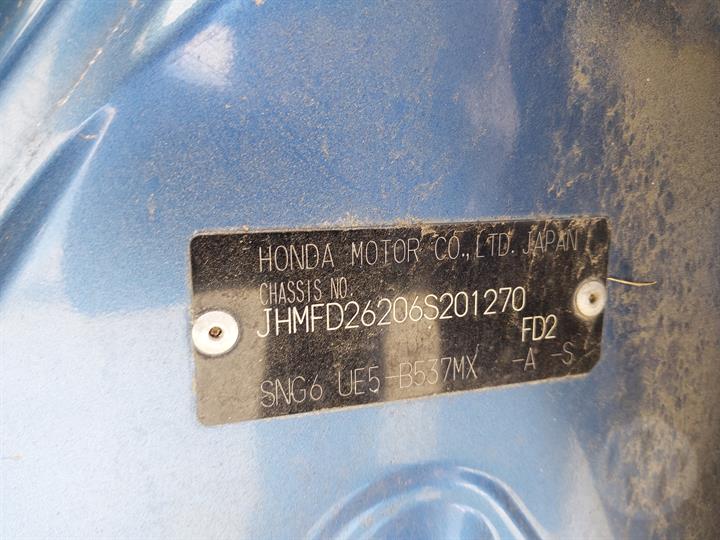 HONDA MOTOR CO., LTD. JAPAN
CHASSIS NO.
JHMFD26206S201270
FD2
SNG6 UE5-B537MX -A -S